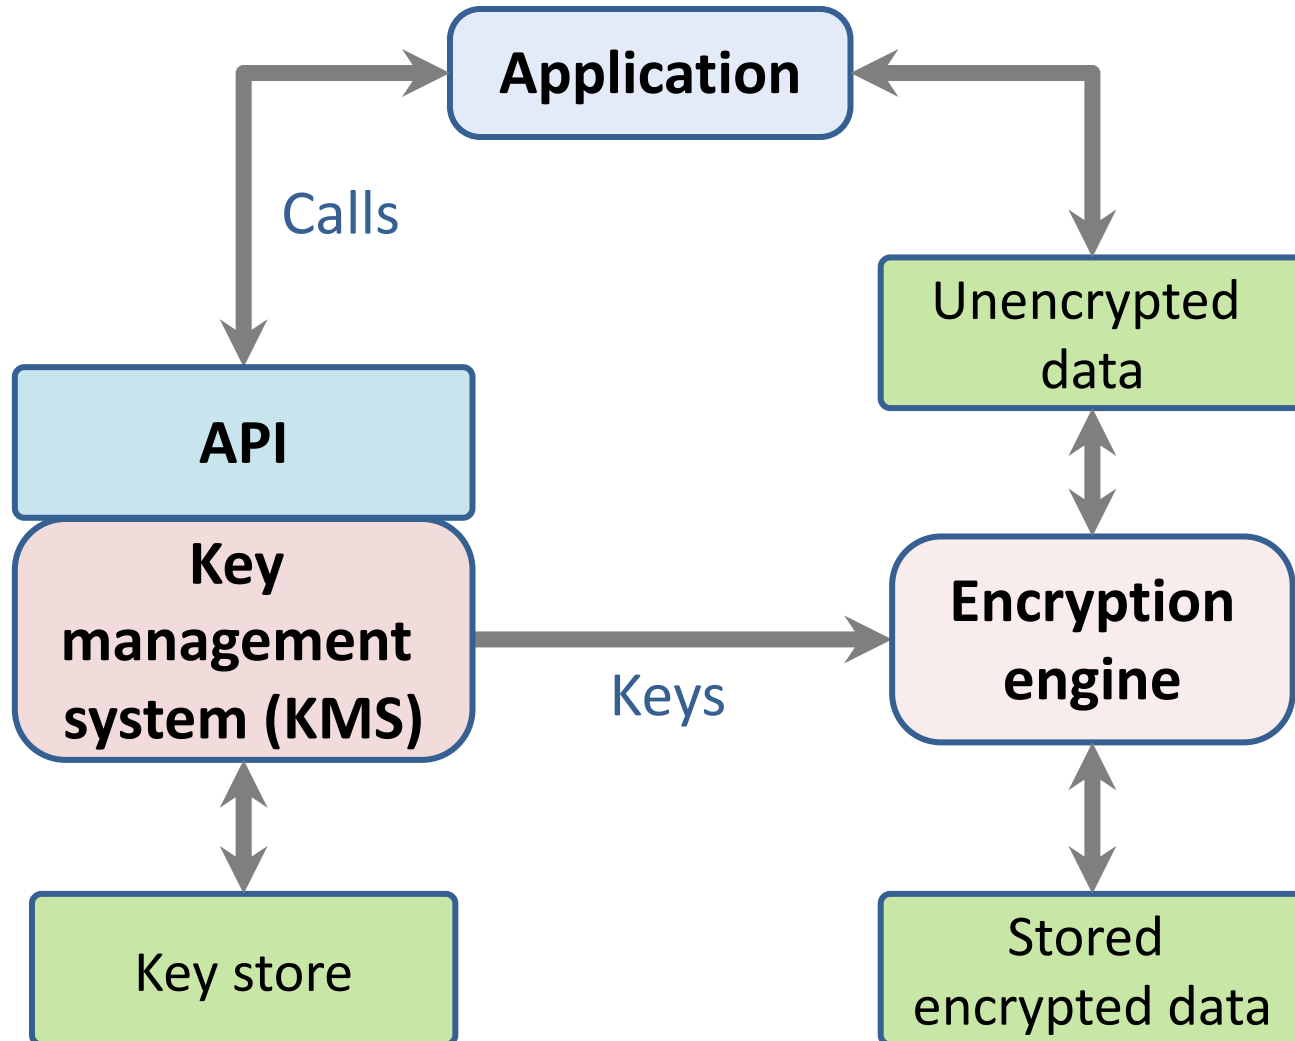 Application
Calls
Unencrypted
data
API
Key
management
system (KMS)
Encryption
engine
Keys
Key store
Stored
encrypted data